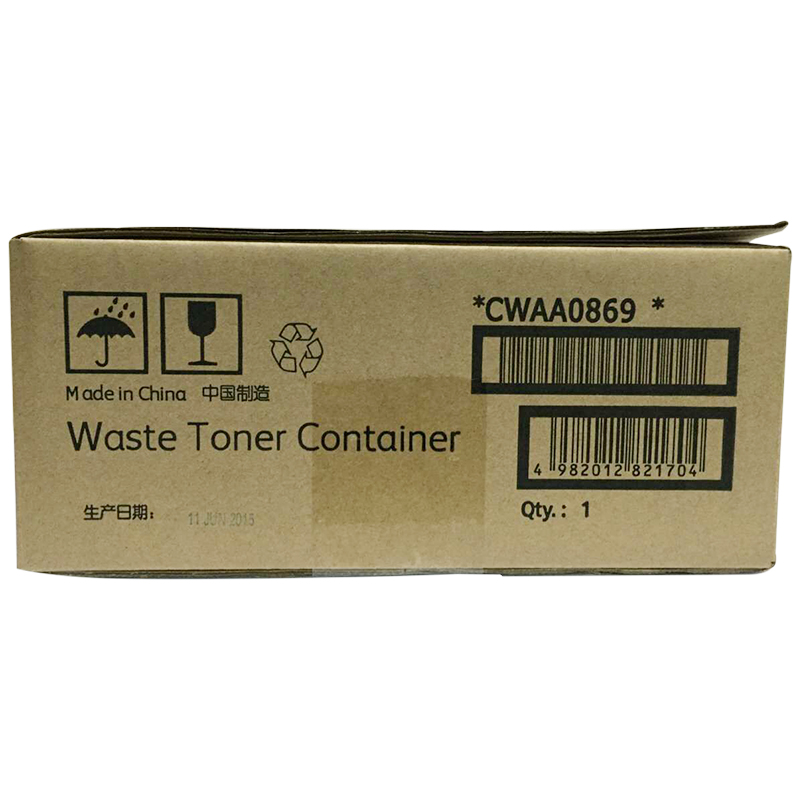 *CWAA0869 *
Made in China 中国制造
Waste Toner Container
4 982012 821704
生产日期:
11 JUN 2015
Qty.: 1